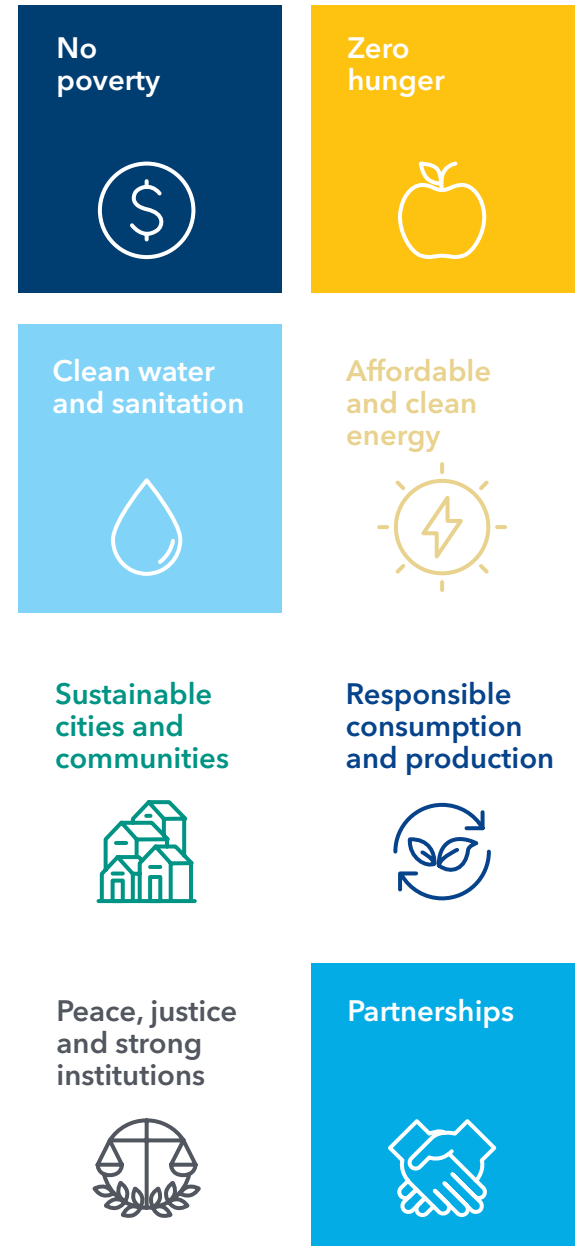 No
poverty
Zero
hunger
Clean water
and sanitation
Affordable
and clean
energy
Sustainable
cities and
communities
Responsible
consumption
and production
Peace, justice
and strong
institutions
Partnerships